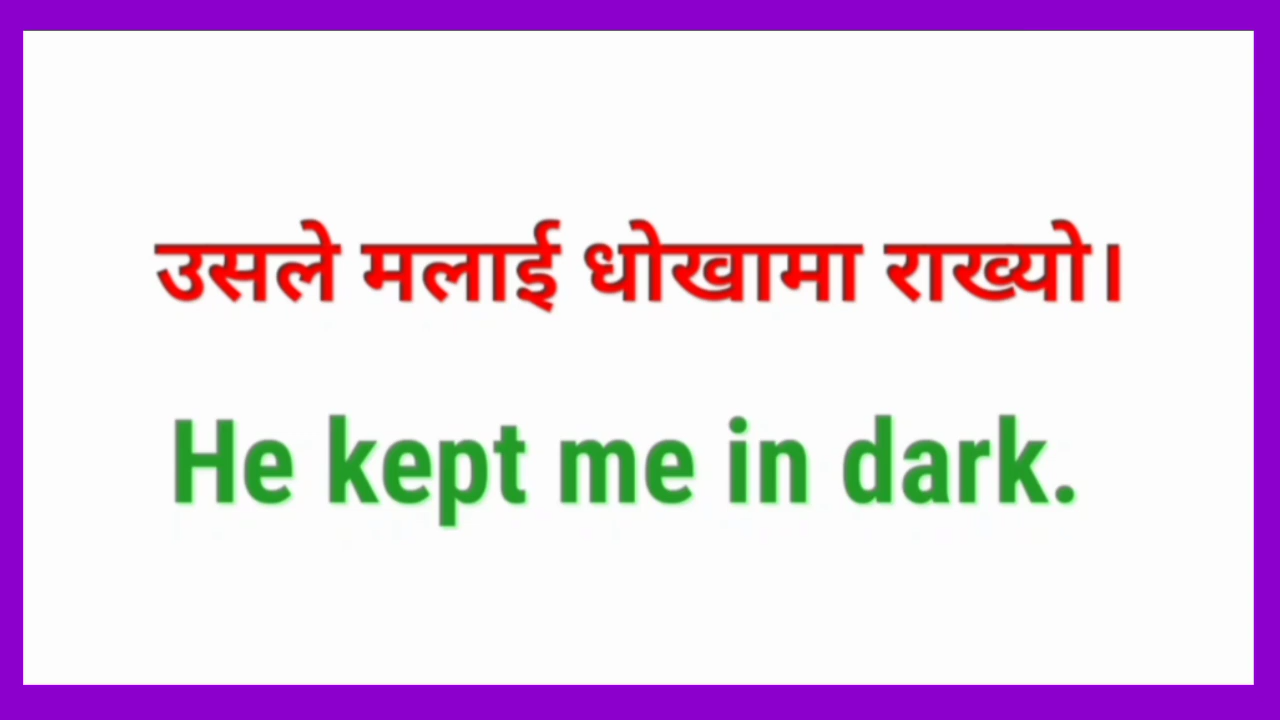 उसले मलाई धोखामा राख्यो।
He kept me in dark.